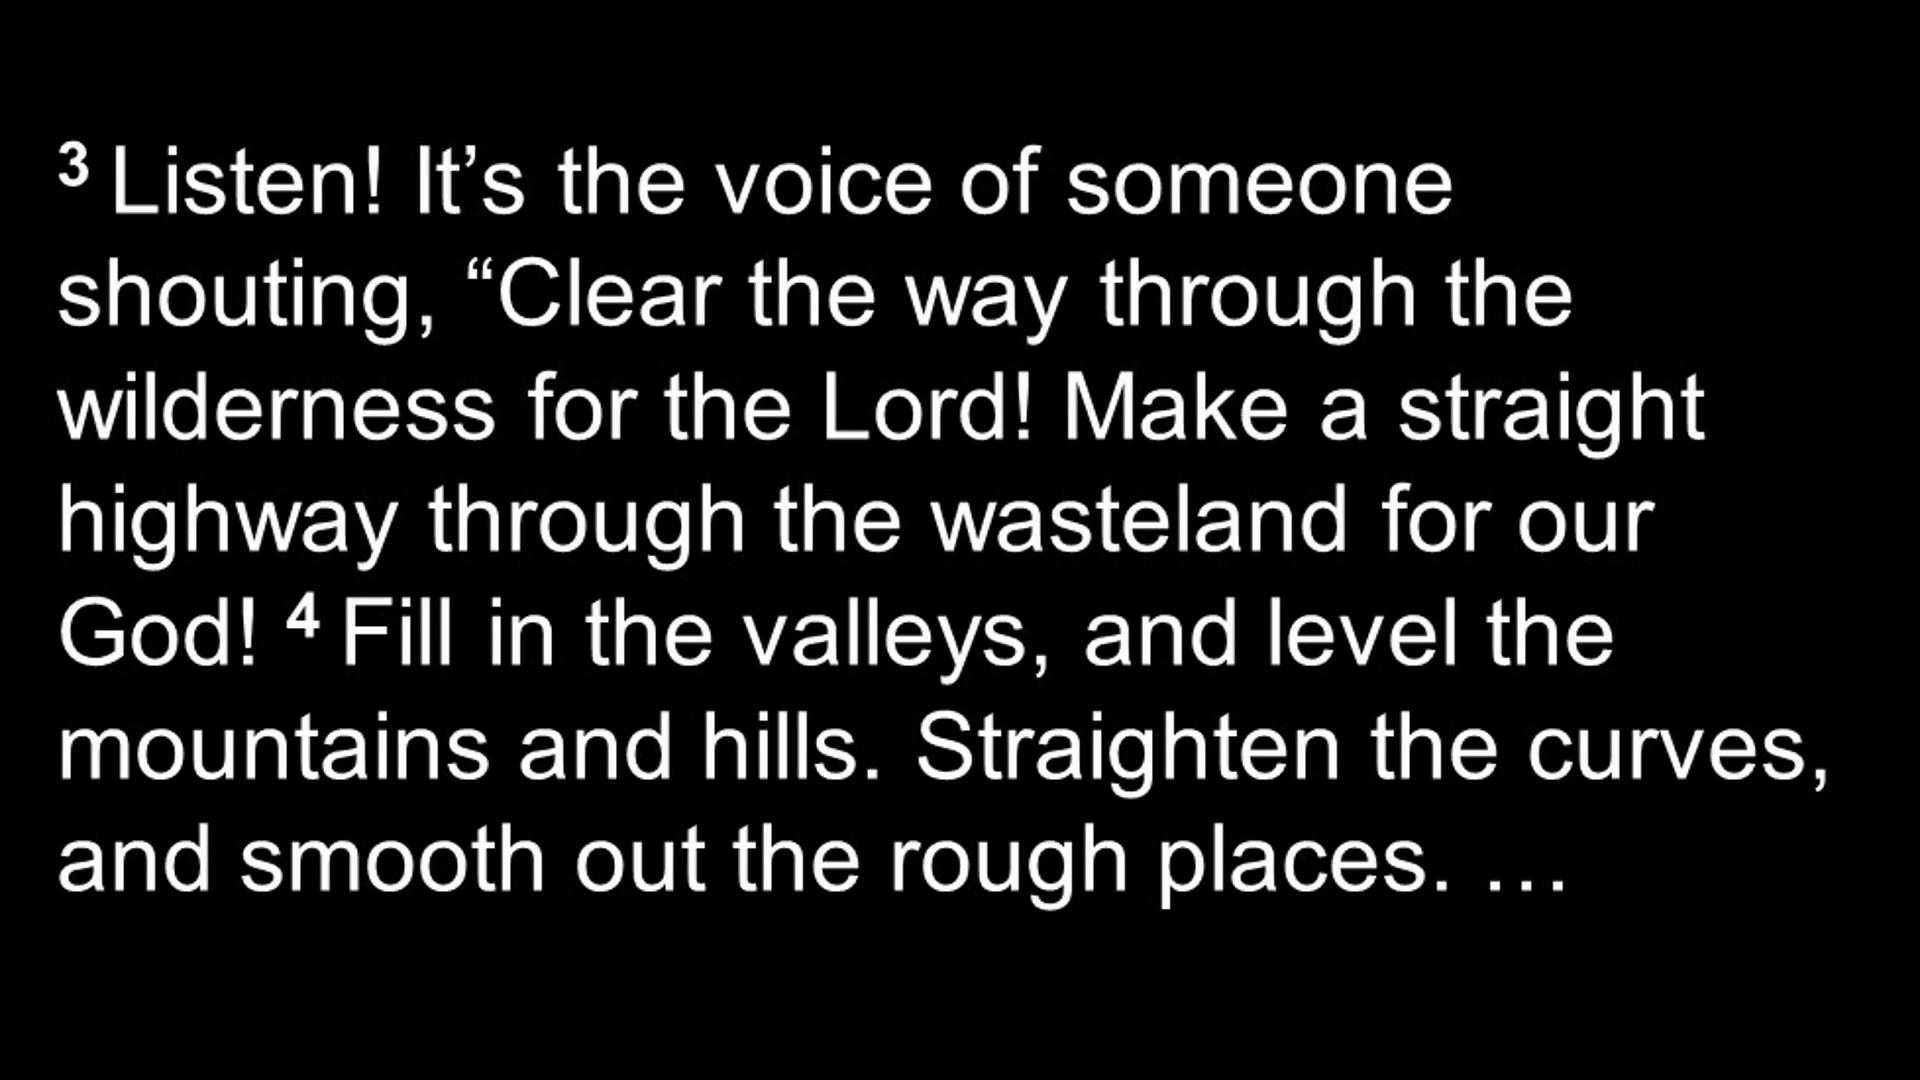 3 Listen! It’s the voice of someone
shouting, “Clear the way through the
wilderness for the Lord! Make a straight
highway through the wasteland for our
God! 4 Fill in the valleys, and level the
mountains and hills. Straighten the curves,
and smooth out the rough places. …